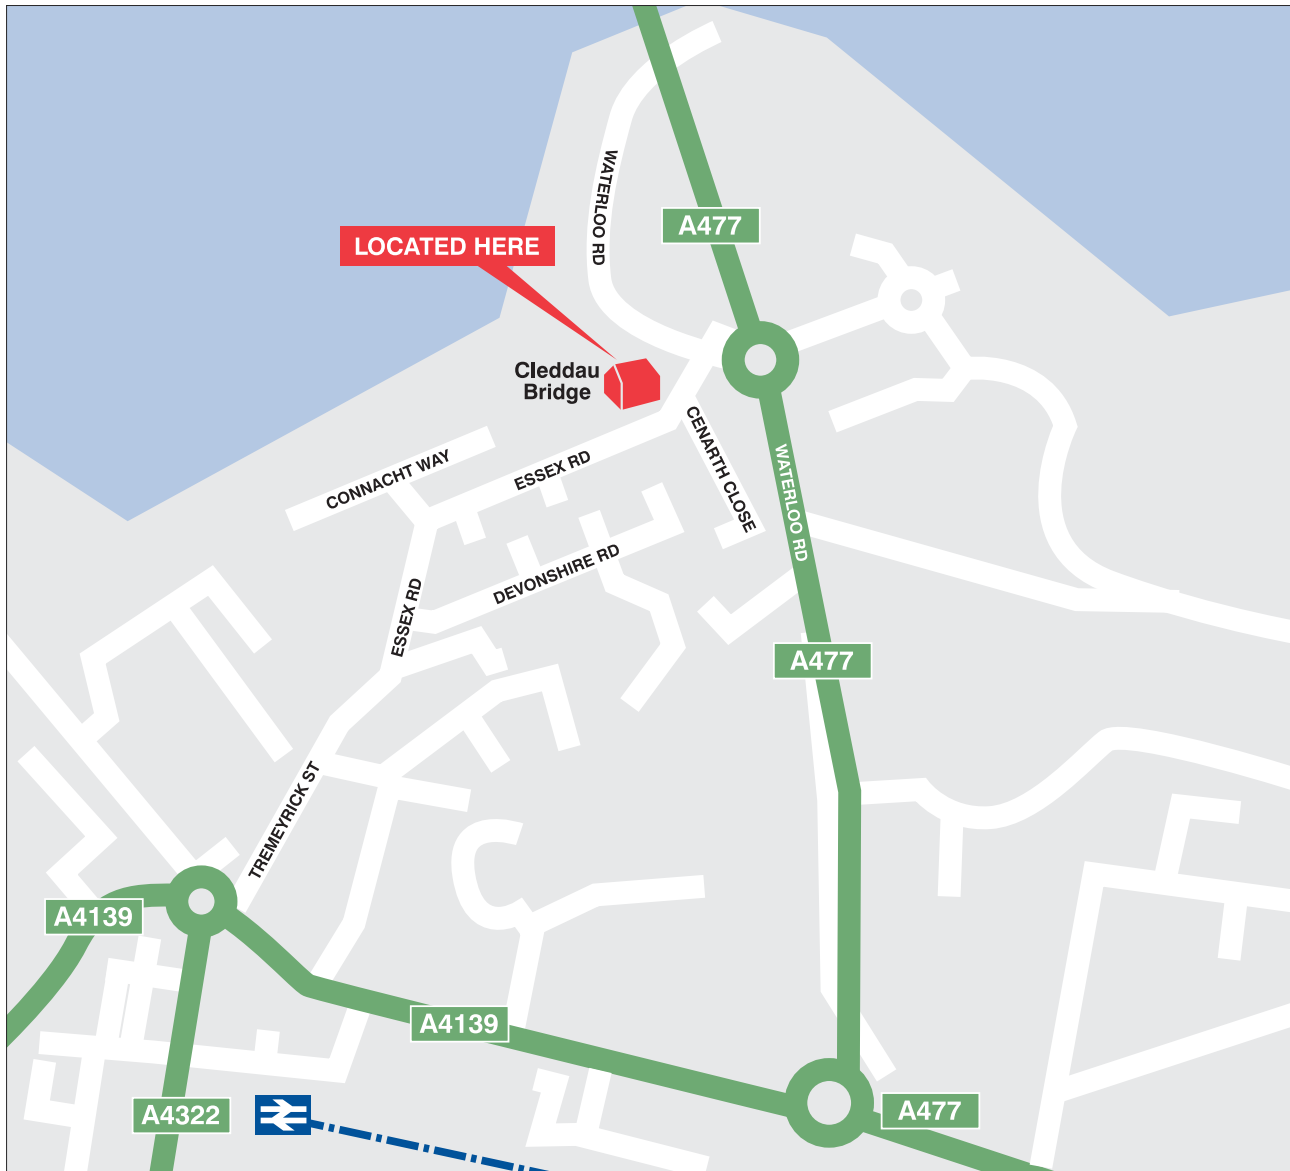 WATERLOO RD
A477
LOCATED HERE
Cleddau
Bridge
CENARTH CLOSE
CONNACHT WAY
ESSEX RD
WATERLOO RD
DEVONSHIRE RD
ESSEX RD
A477
TREMEYRICK ST
A4139
A4139
A4322
A477